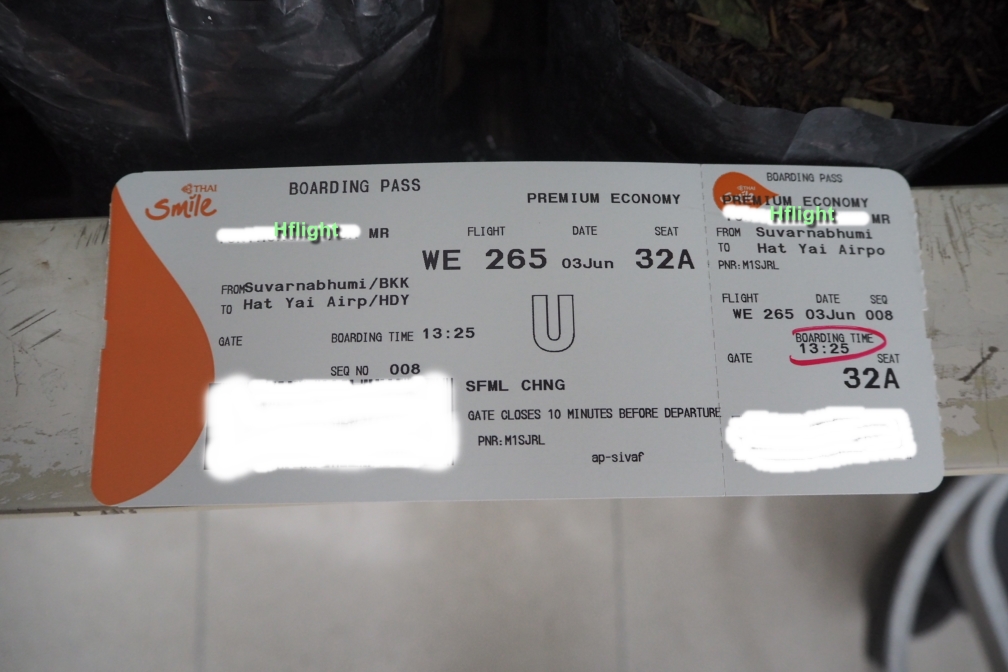 THAI
Smile
BOARDING PASS
PREMIUM ECONOMY
Hflight MR
FLIGHT DATE SEAT
WE 265 03Jun 32A
FROM Suvarnabhumi/BKK
TO Hat Yai Airp/HDY
U
GATE BOARDING TIME 13:25
SEQ NO 008
SFML CHNG
GATE CLOSES 10 MINUTES BEFORE DEPARTURE
PNR:M1SJRL
ap-sivaf
THAI
BOARDING PASS
PREMIUM ECONOMY
Hflight MR
FROM Suvarnabhumi
TO Hat Yai Airpo
PNR:M1SJRL
FLIGHT DATE SEQ
WE 265 03Jun 008
BOARDING TIME
13:25
GATE SEAT
32A